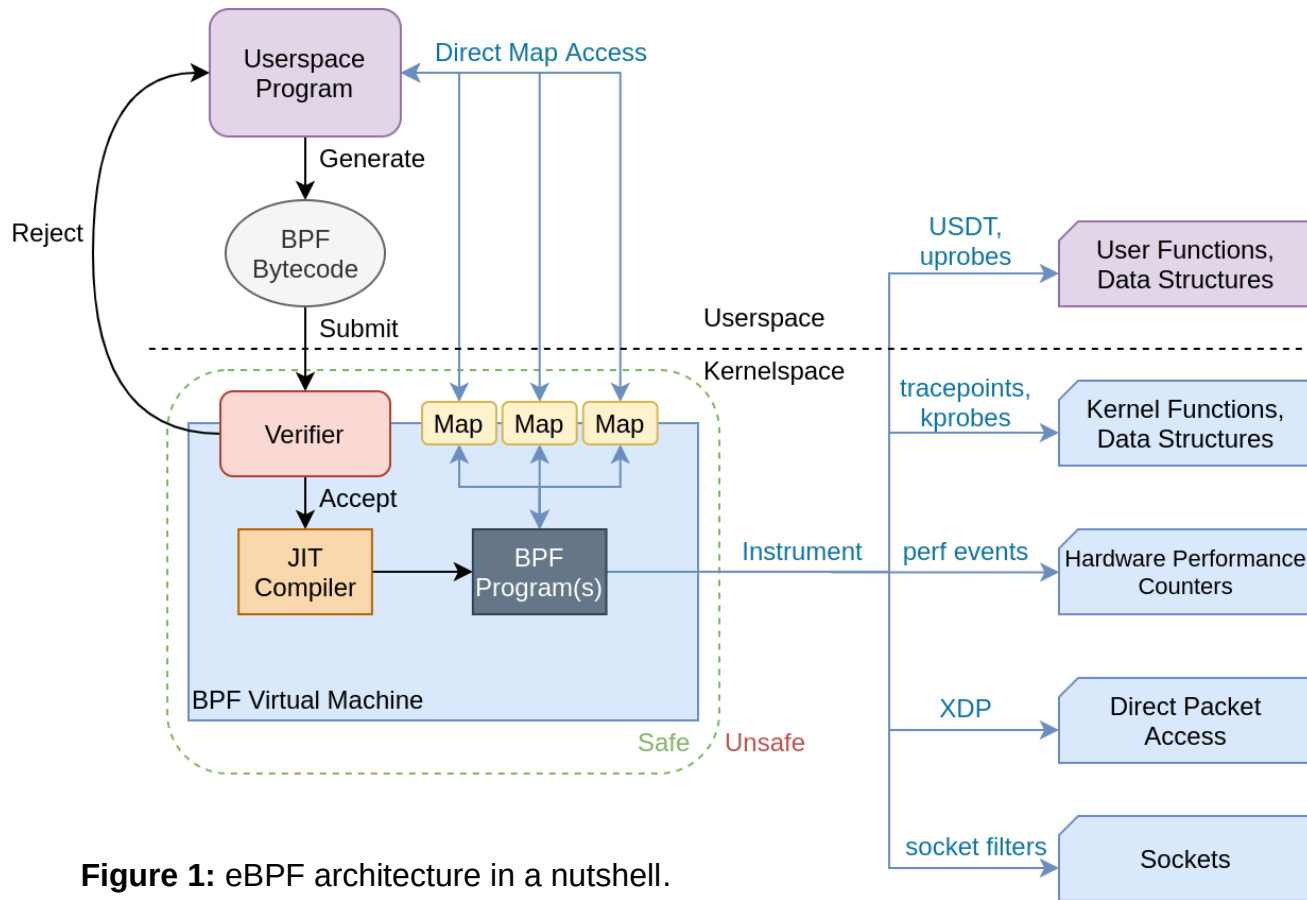 Userspace
Program
Direct Map Access
Generate
Reject
BPF
Bytecode
Submit
USDT,
uprobes
User Functions,
Data Structures
Userspace
Kernelspace
tracepoints,
kprobes
Kernel Functions,
Data Structures
Verifier
Map
Map
Map
Accept
JIT
Compiler
BPF
Program(s)
Instrument
perf events
Hardware Performance
Counters
BPF Virtual Machine
Safe
Unsafe
XDP
Direct Packet
Access
socket filters
Sockets
Figure 1: eBPF architecture in a nutshell.